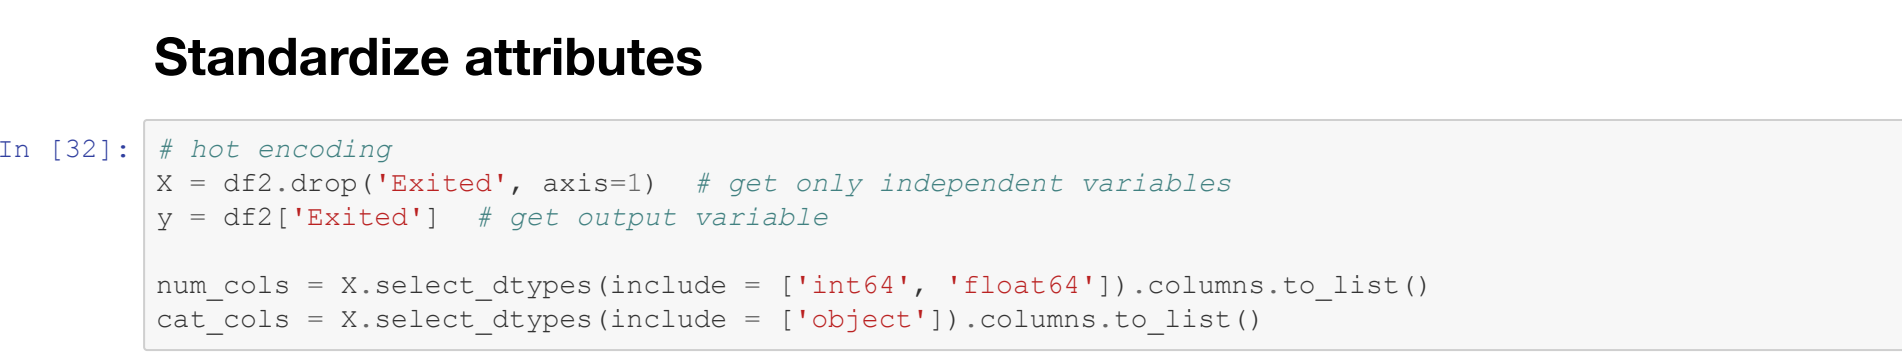 Standardize attributes
In [32]:
# hot encoding
X = df2.drop('Exited', axis=1)  # get only independent variables
y = df2['Exited']  # get output variable
num_cols = X.select_dtypes(include = ['int64', 'float64']).columns.to_list()
cat_cols = X.select_dtypes(include = ['object']).columns.to_list()